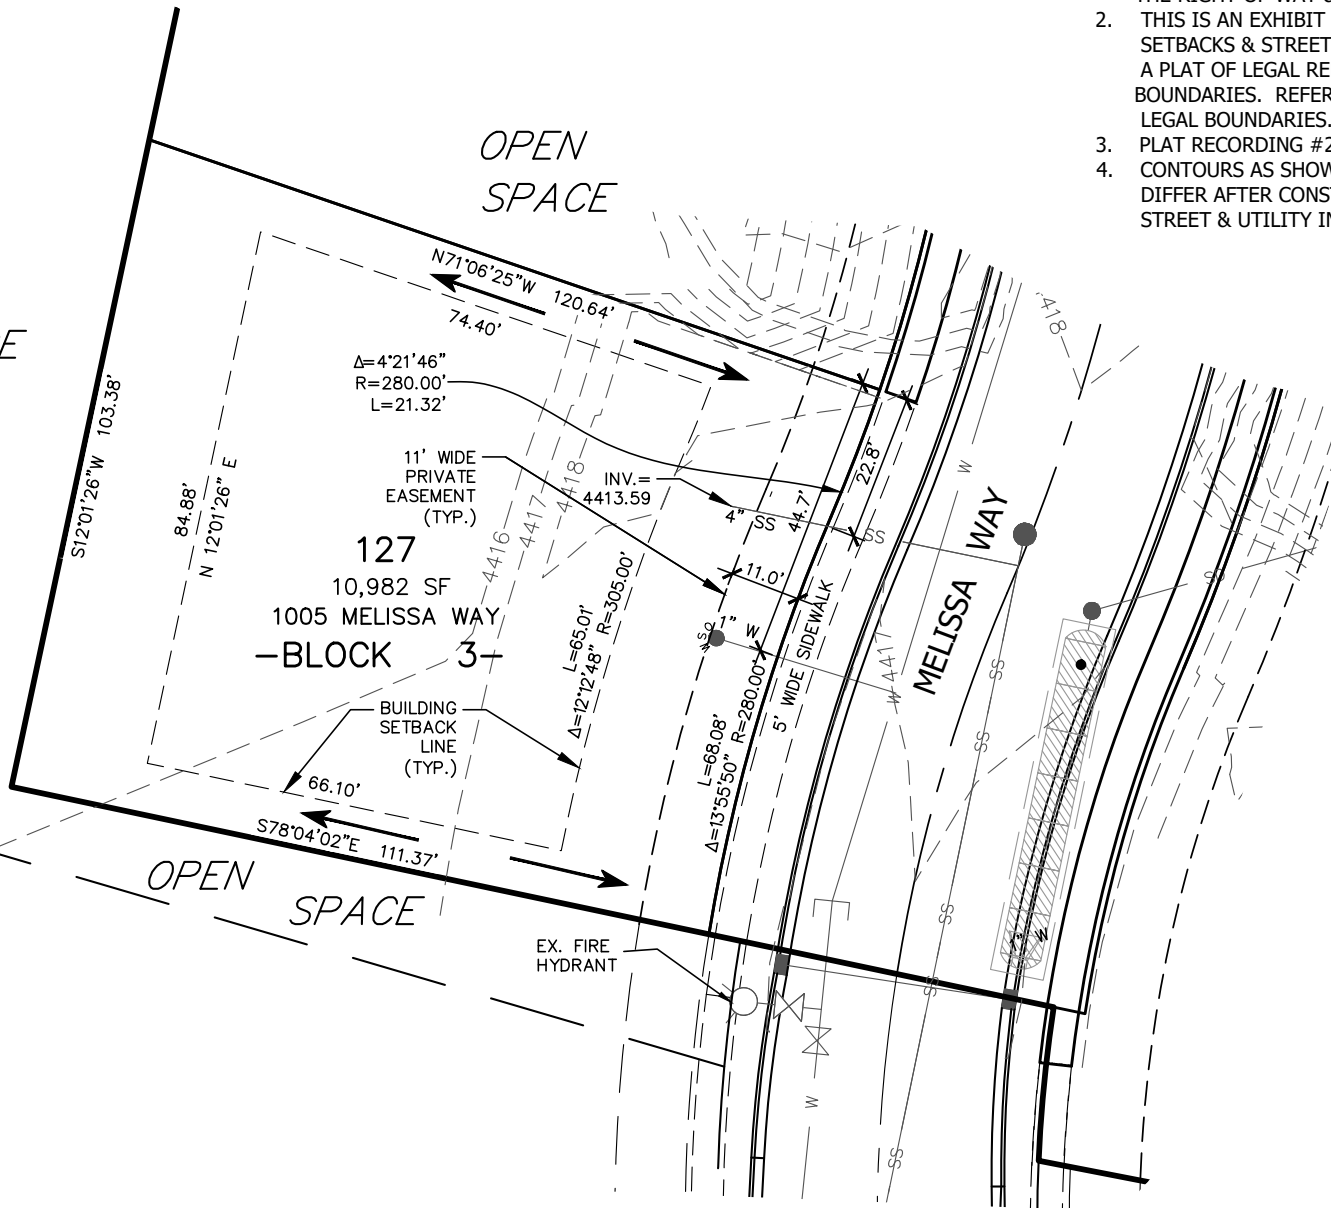 2. THIS IS AN EXHIBIT
SETBACKS & STREET
A PLAT OF LEGAL RE
BOUNDARIES. REFER
LEGAL BOUNDARIES.
3. PLAT RECORDING #2
4. CONTOURS AS SHOW
DIFFER AFTER CONST
STREET & UTILITY IN
OPEN
SPACE
N71°06'25"W 120.64'
74.40'
E
Δ=4°21'46"
R=280.00'
L=21.32'
S12°01'26"W 103.38'
84.88'
N 12°01'26" E
11' WIDE
PRIVATE
EASEMENT
(TYP.)
INV.=
4413.59
4" SS
44.7'
22.8'
SS
4418
W
4416
4417
4418
127
10,982 SF
1005 MELISSA WAY
-BLOCK 3-
11.0'
1" W
L=65.01'
Δ=12°12'48" R=305.00'
5' WIDE SIDEWALK
MELISSA WAY
W 4417
SS
SS
SS
BUILDING
SETBACK
LINE
(TYP.)
L=68.08'
Δ=13°55'50" R=280.00'
66.10'
S78°04'02"E 111.37'
OPEN
SPACE
SS
1" W
EX. FIRE
HYDRANT
SS
W
SS